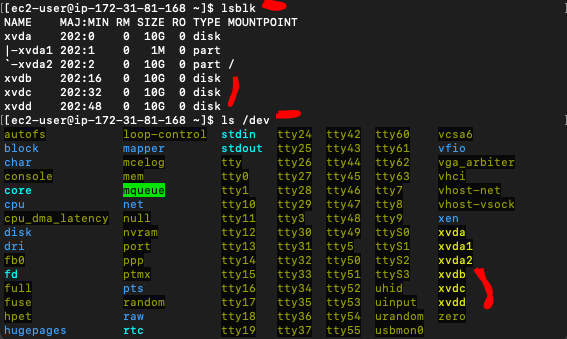 [[ec2-user@ip-172-31-81-168 ~]$ lsblk
NAME MAJ:MIN RM SIZE RO TYPE MOUNTPOINT
xvda 202:0 0 10G 0 disk
|-xvda1 202:1 0 1M 0 part
`-xvda2 202:2 0 10G 0 part /
xvdb 202:16 0 10G 0 disk
xvdc 202:32 0 10G 0 disk
xvdd 202:48 0 10G 0 disk
[[ec2-user@ip-172-31-81-168 ~]$ ls /dev
autofs loop-control stdin tty24 tty42 tty60 vcsa6
block mapper stdout tty25 tty43 tty61 vfio
char mcelog tty tty26 tty44 tty62 vga_arbiter
console mem tty0 tty27 tty45 tty63 vhci
core mqueue tty1 tty28 tty46 tty7 vhost-net
cpu net tty10 tty29 tty47 tty8 vhost-vsock
cpu_dma_latency null tty11 tty3 tty48 tty9 xen
disk nvram tty12 tty30 tty49 ttyS0 xvda
dri port tty13 tty31 tty5 ttyS1 xvda1
fb0 ppp tty14 tty32 tty50 ttyS2 xvda2
fd ptmx tty15 tty33 tty51 ttyS3 xvdb
full pts tty16 tty34 tty52 uhid xvdc
fuse random tty17 tty35 tty53 uinput xvdd
hpet raw tty18 tty36 tty54 urandom zero
hugepages rtc tty19 tty37 tty55 usbmon0